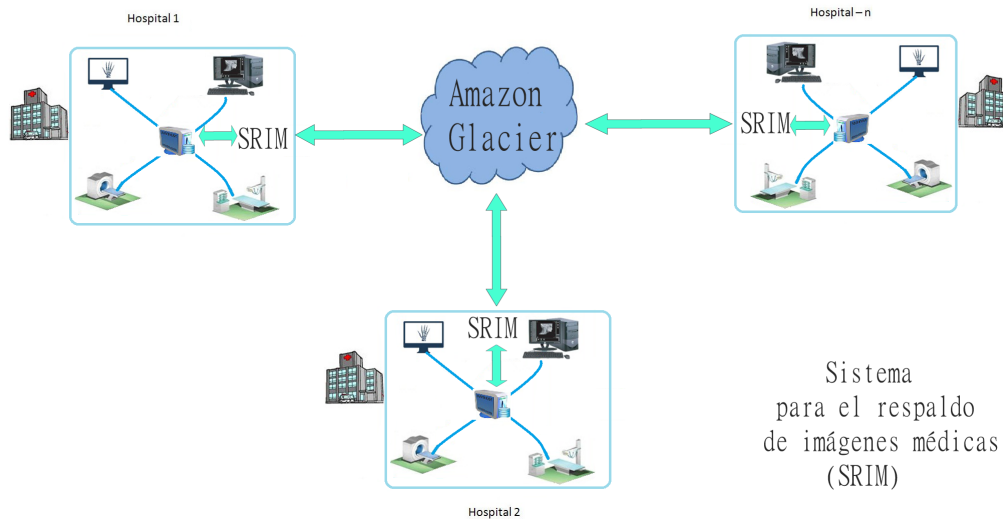 Hospital 1
Hospital – n
Amazon
Glacier
SRIM
SRIM
SRIM
Hospital 2
Sistema
para el respaldo
de imágenes médicas
(SRIM)